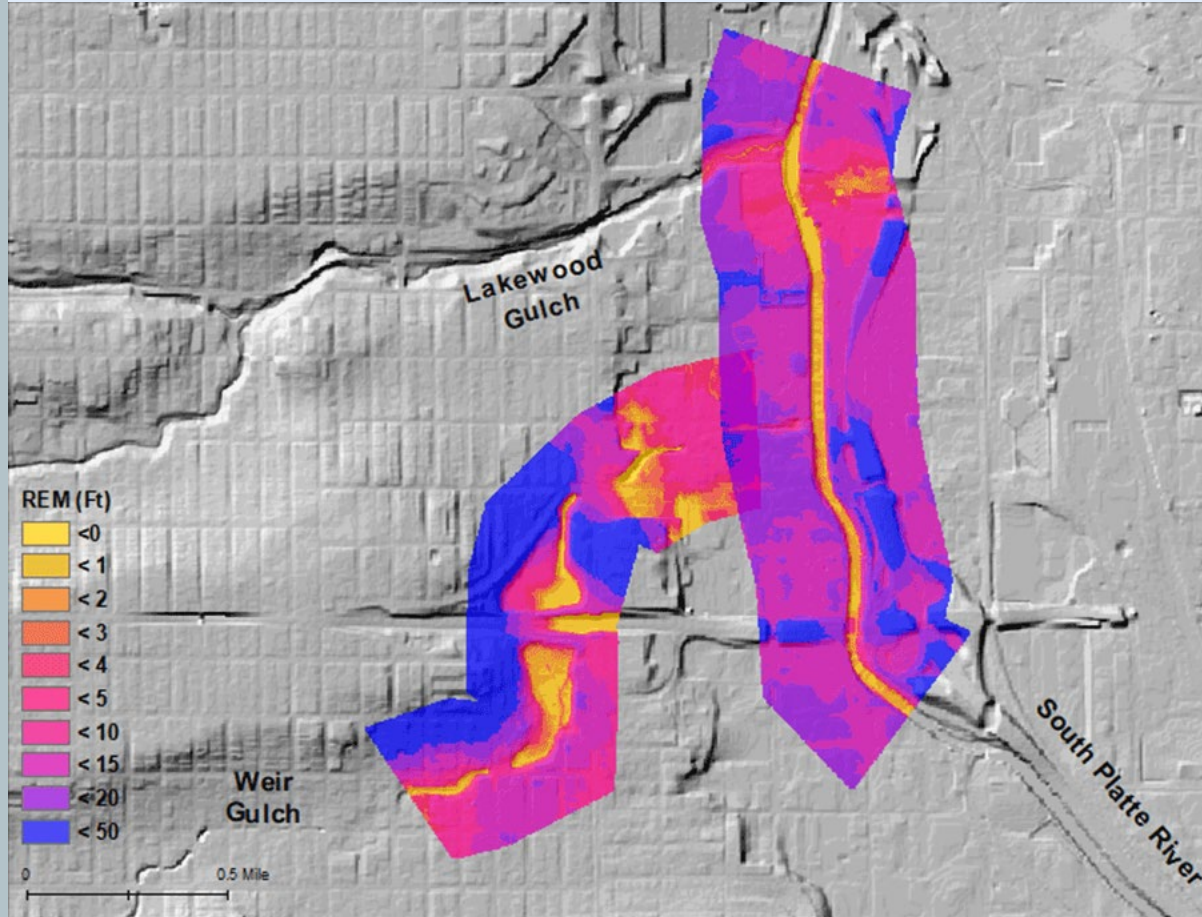 Lakewood
Gulch
REM (Ft)
<0
< 1
< 2
< 3
< 4
< 5
< 10
< 15
< 20
< 50
Weir
Gulch
South Platte River
0
0.5 Mile